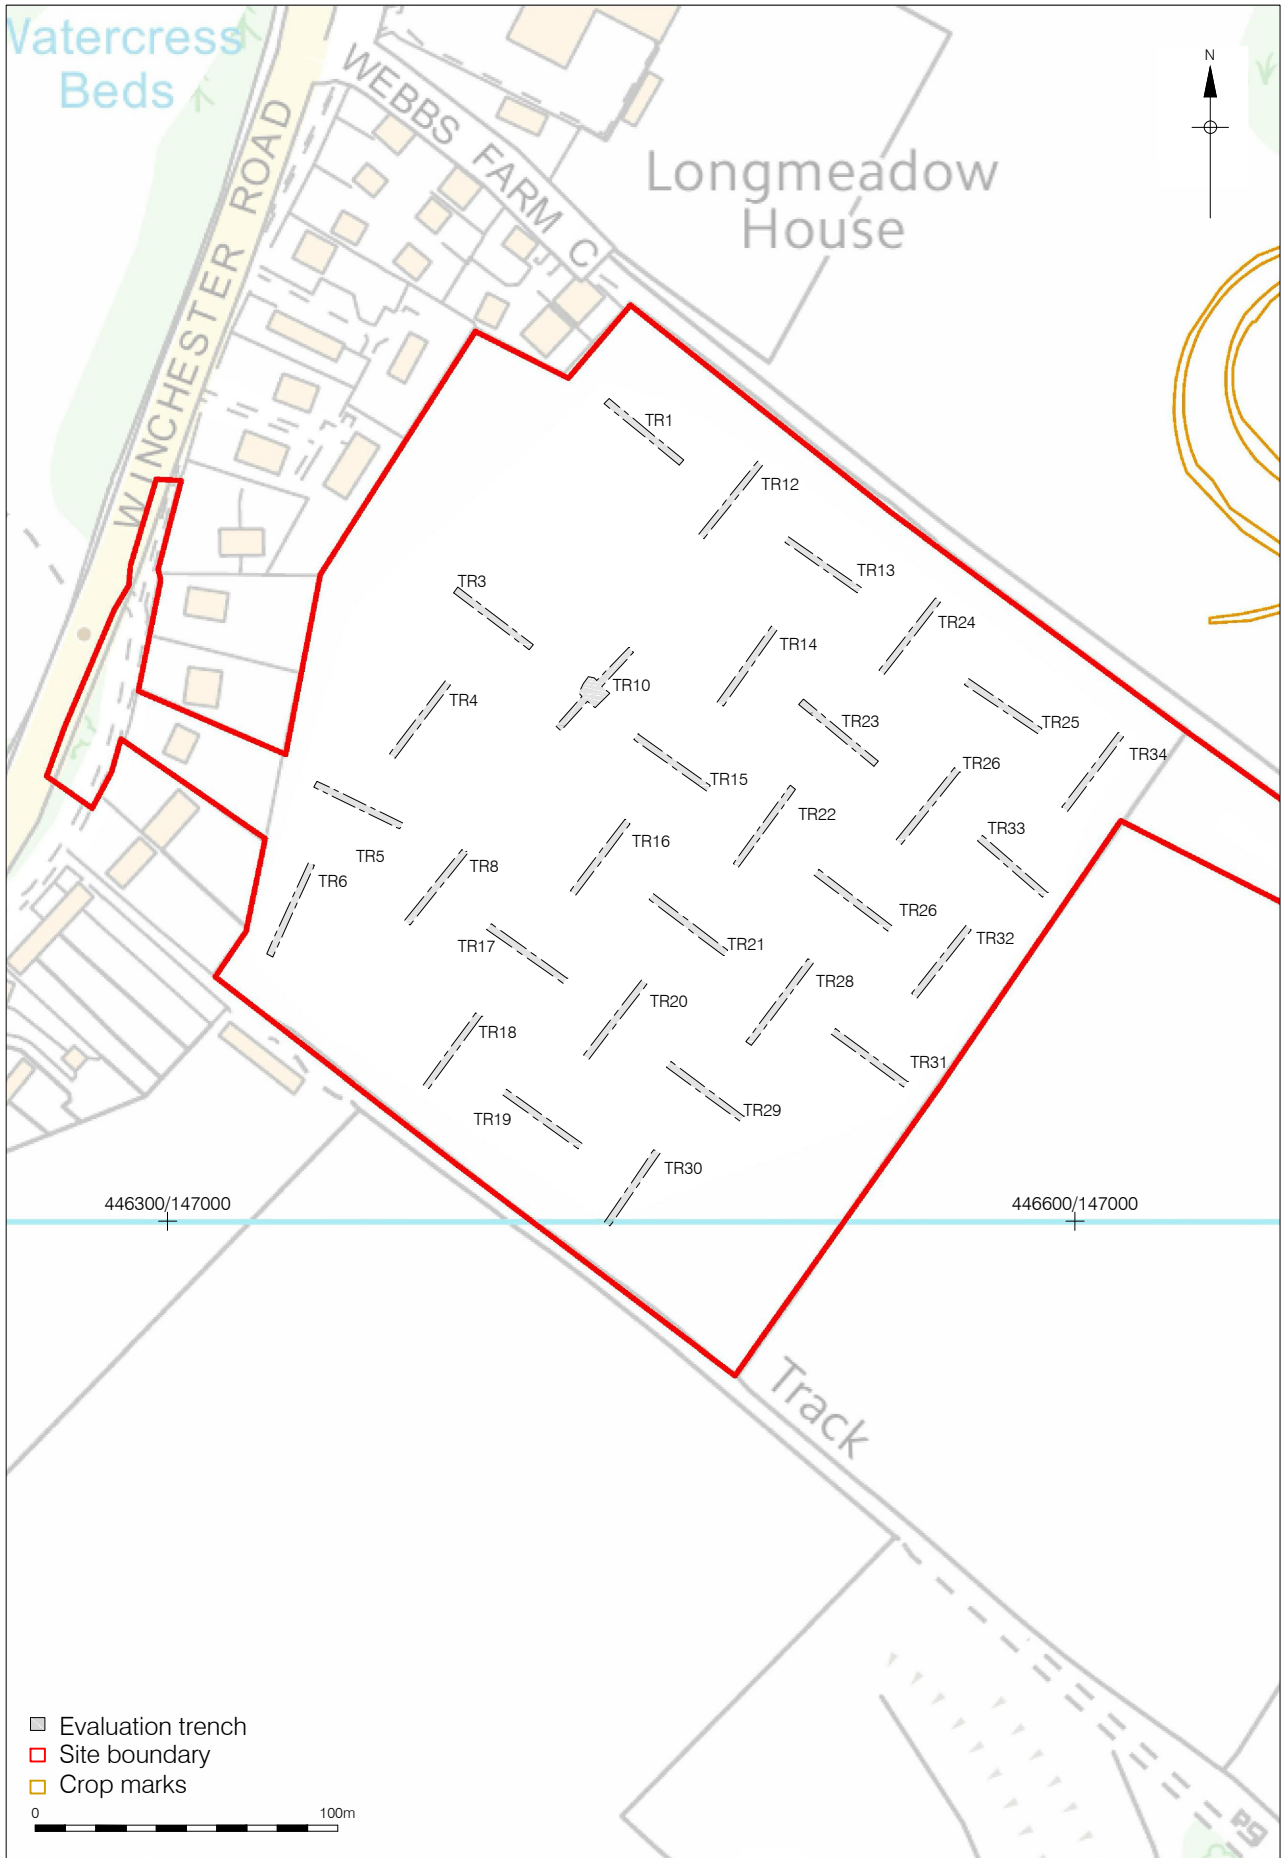 Watercress
Beds
WEBBS FARM C
WINCHESTER ROAD
Longmeadow
House
N
TR1
TR12
TR13
TR3
TR24
TR14
TR10
TR4
TR25
TR23
TR34
TR15
TR26
TR22
TR33
TR16
TR5
TR8
TR6
TR26
TR32
TR21
TR17
TR28
TR20
TR18
TR31
TR29
TR19
TR30
446300/147000
446600/147000
Track
Evaluation trench
Site boundary
Crop marks
0 100m